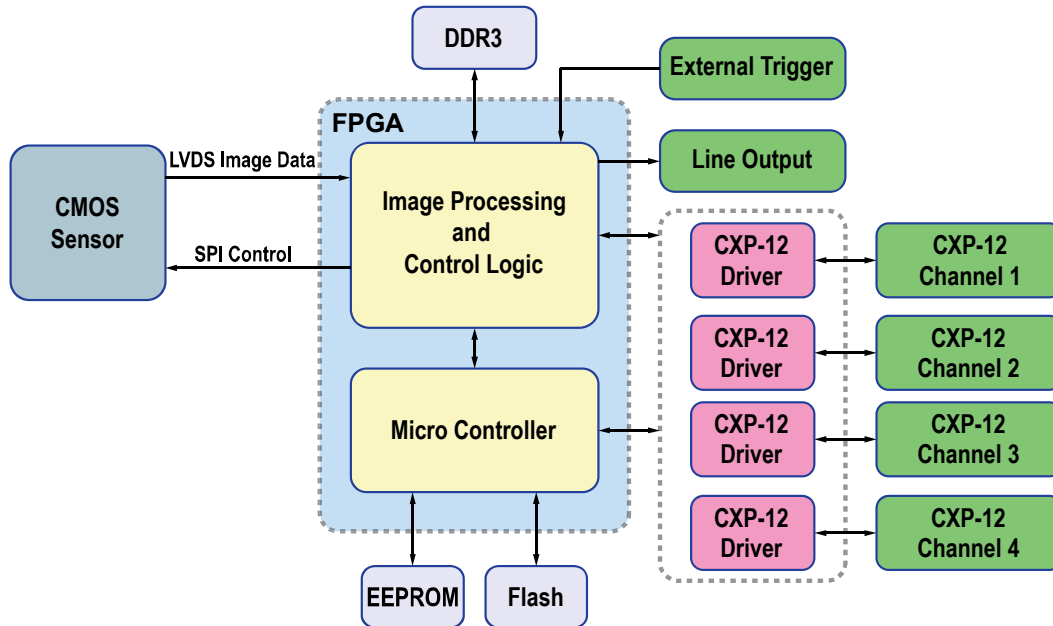 DDR3
External Trigger
FPGA
LVDS Image Data
Line Output
CMOS
Sensor
Image Processing
and
Control Logic
SPI Control
CXP-12
Driver
CXP-12
Channel 1
CXP-12
Driver
CXP-12
Channel 2
Micro Controller
CXP-12
Driver
CXP-12
Channel 3
CXP-12
Driver
CXP-12
Channel 4
EEPROM
Flash